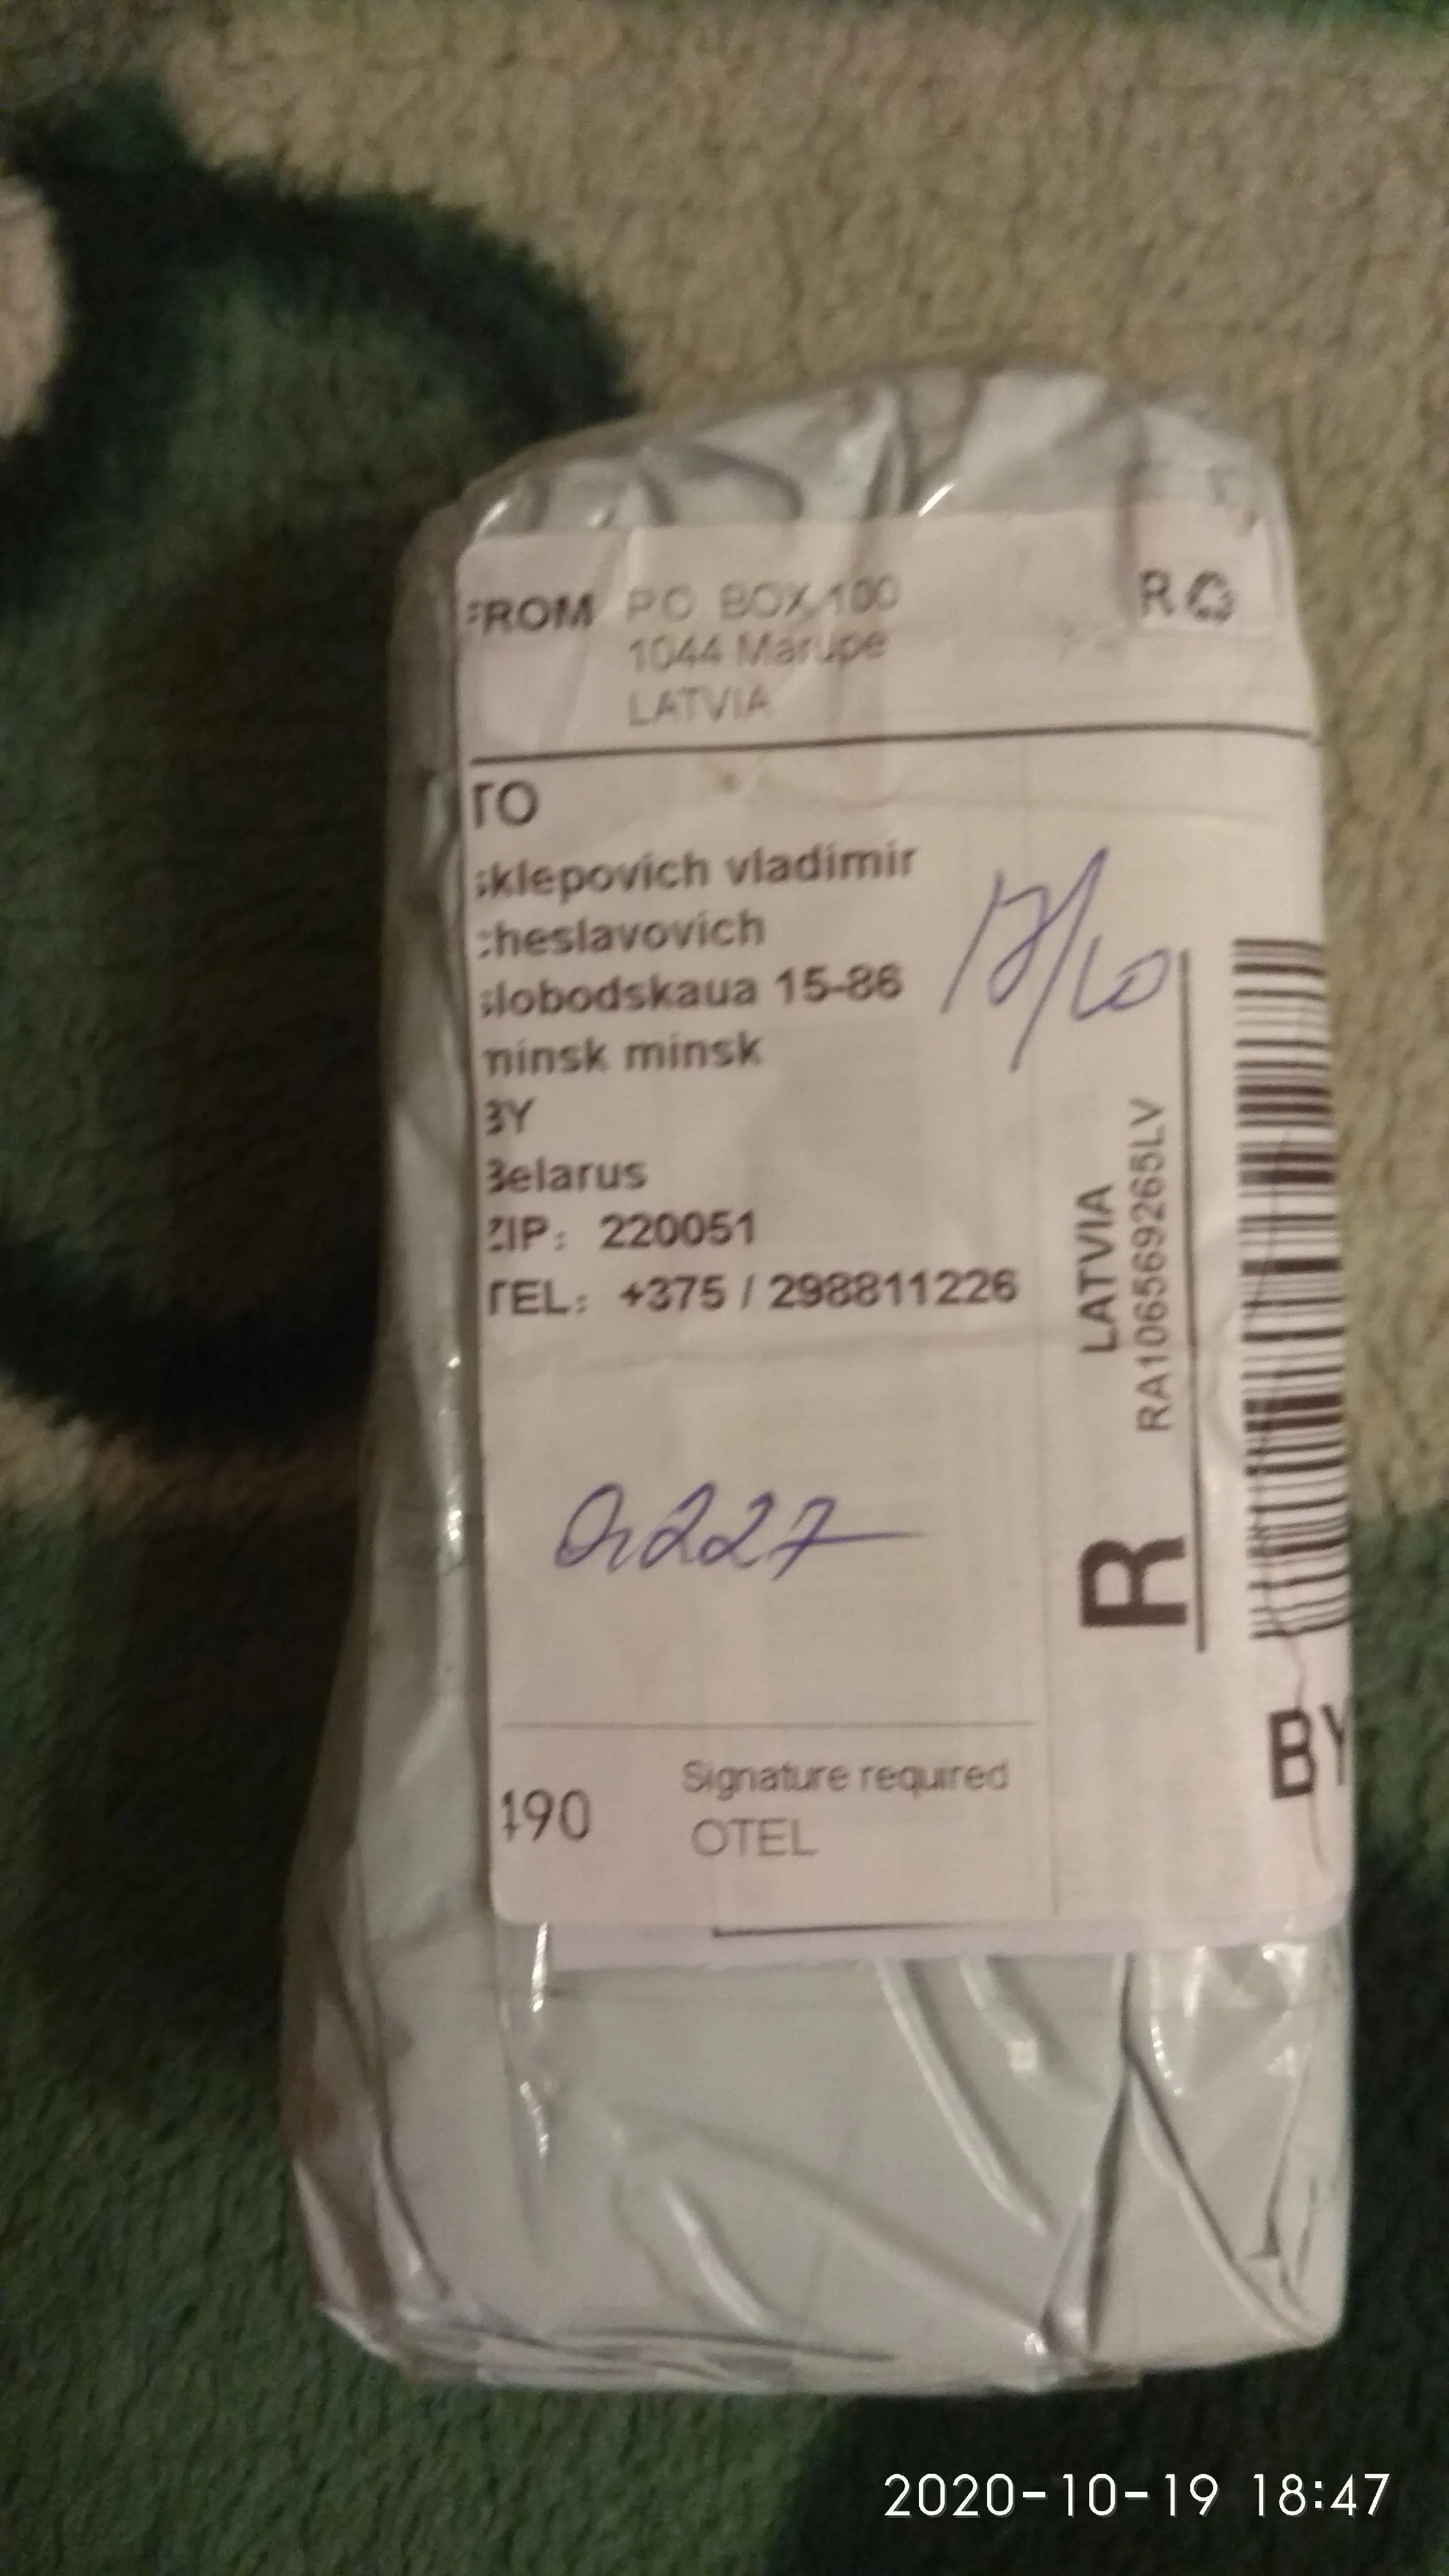 FROM P.O. BOX 100
1044 Marupe
LATVIA
R
TO
sklepovich vladimir
cheslavovich
slobodskaua 15-86
minsk minsk
BY
Belarus
ZIP: 220051
TEL: +375 / 298811226
17/10
LATVIA
RA106569265LV
R
BY
0227
490
Signature required
OTEL
2020-10-19 18:47